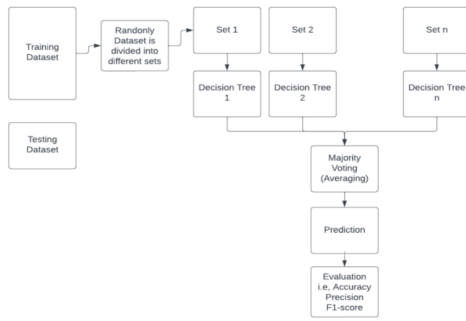 Training
Dataset
Randonly
Dataset is
divided into
different sets
Set 1
Set 2
Set n
Decision Tree
1
Decision Tree
2
Decision Tree
n
Testing
Dataset
Majority
Voting
(Averaging)
Prediction
Evaluation
i.e, Accuracy
Precision
F1-score